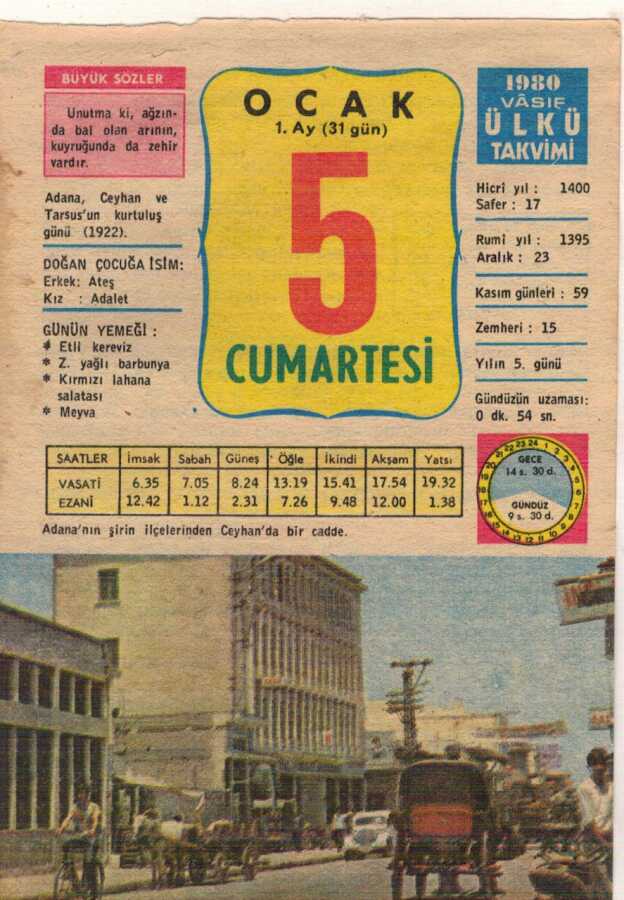 BÜYÜK SÖZLER
Unutma ki, ağzın-
da bal olan arının,
kuyruğunda da zehir
vardır.
Adana, Ceyhan ve
Tarsus'un kurtuluş
günü (1922).
DOĞAN ÇOCUĞA İSİM:
Erkek: Ateş
Kız : Adalet
GÜNÜN YEMEĞİ :
* Etli kereviz
* Z. yağlı barbunya
* Kırmızı lahana
salatası
* Meyva
OCAK
1. Ay (31 gün)
5
CUMARTESİ
1980
VÂSIF
ÜLKÜ
TAKVİMİ
Hicri yıl : 1400
Safer : 17
Rumi yıl : 1395
Aralık : 23
Kasım günleri : 59
Zemheri : 15
Yılın 5. günü
Gündüzün uzaması:
0 dk. 54 sn.
SAATLER İmsak Sabah Güneş Öğle İkindi Akşam Yatsı
VASATİ 6.35 7.05 8.24 13.19 15.41 17.54 19.32
EZANİ 12.42 1.12 2.31 7.26 9.48 12.00 1.38
GECE
14 s. 30 d.
GÜNDÜZ
9 s. 30 d.
Adana'nın şirin ilçelerinden Ceyhan'da bir cadde.